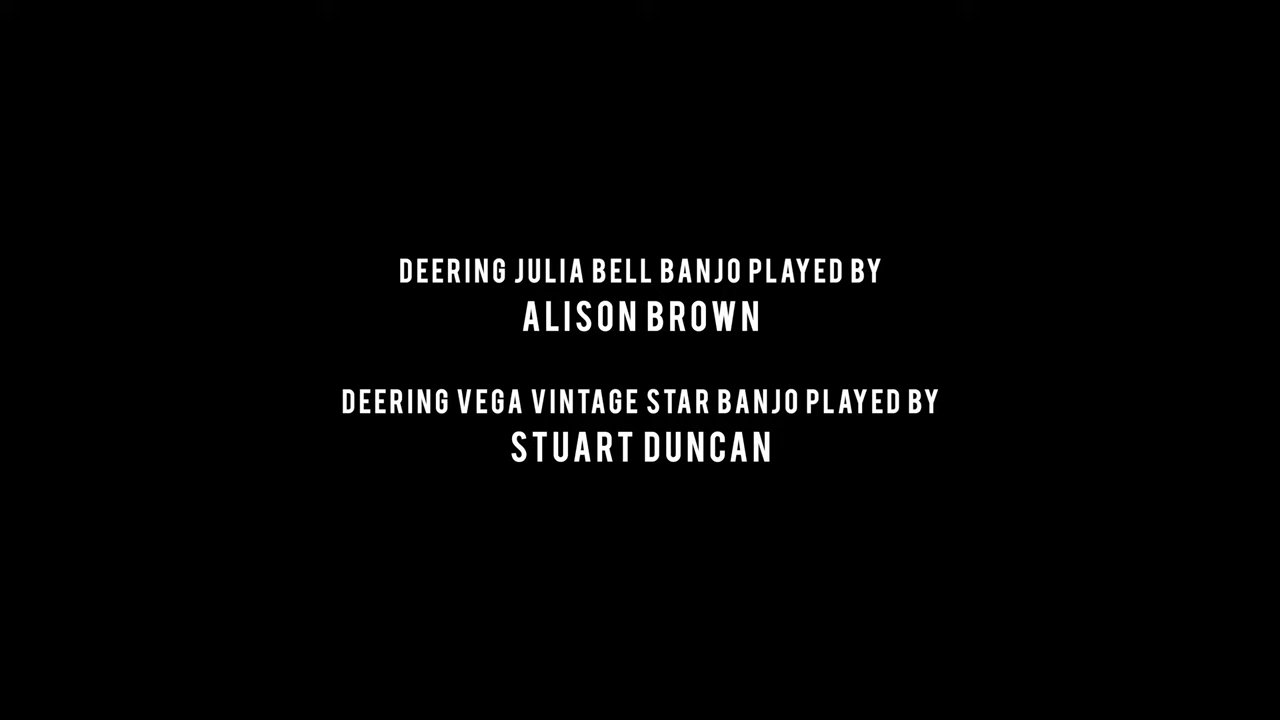 DEERING JULIA BELL BANJO PLAYED BY
ALISON BROWN
DEERING VEGA VINTAGE STAR BANJO PLAYED BY
STUART DUNCAN